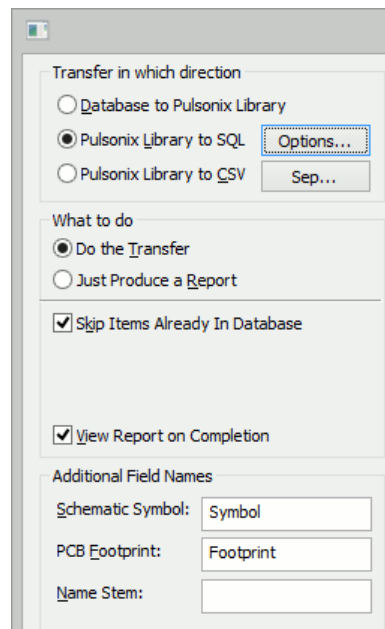 Transfer in which direction
Database to Pulsonix Library
Pulsonix Library to SQL
Options...
Pulsonix Library to CSV
Sep...
What to do
Do the Transfer
Just Produce a Report
Skip Items Already In Database
View Report on Completion
Additional Field Names
Schematic Symbol: Symbol
PCB Footprint: Footprint
Name Stem: